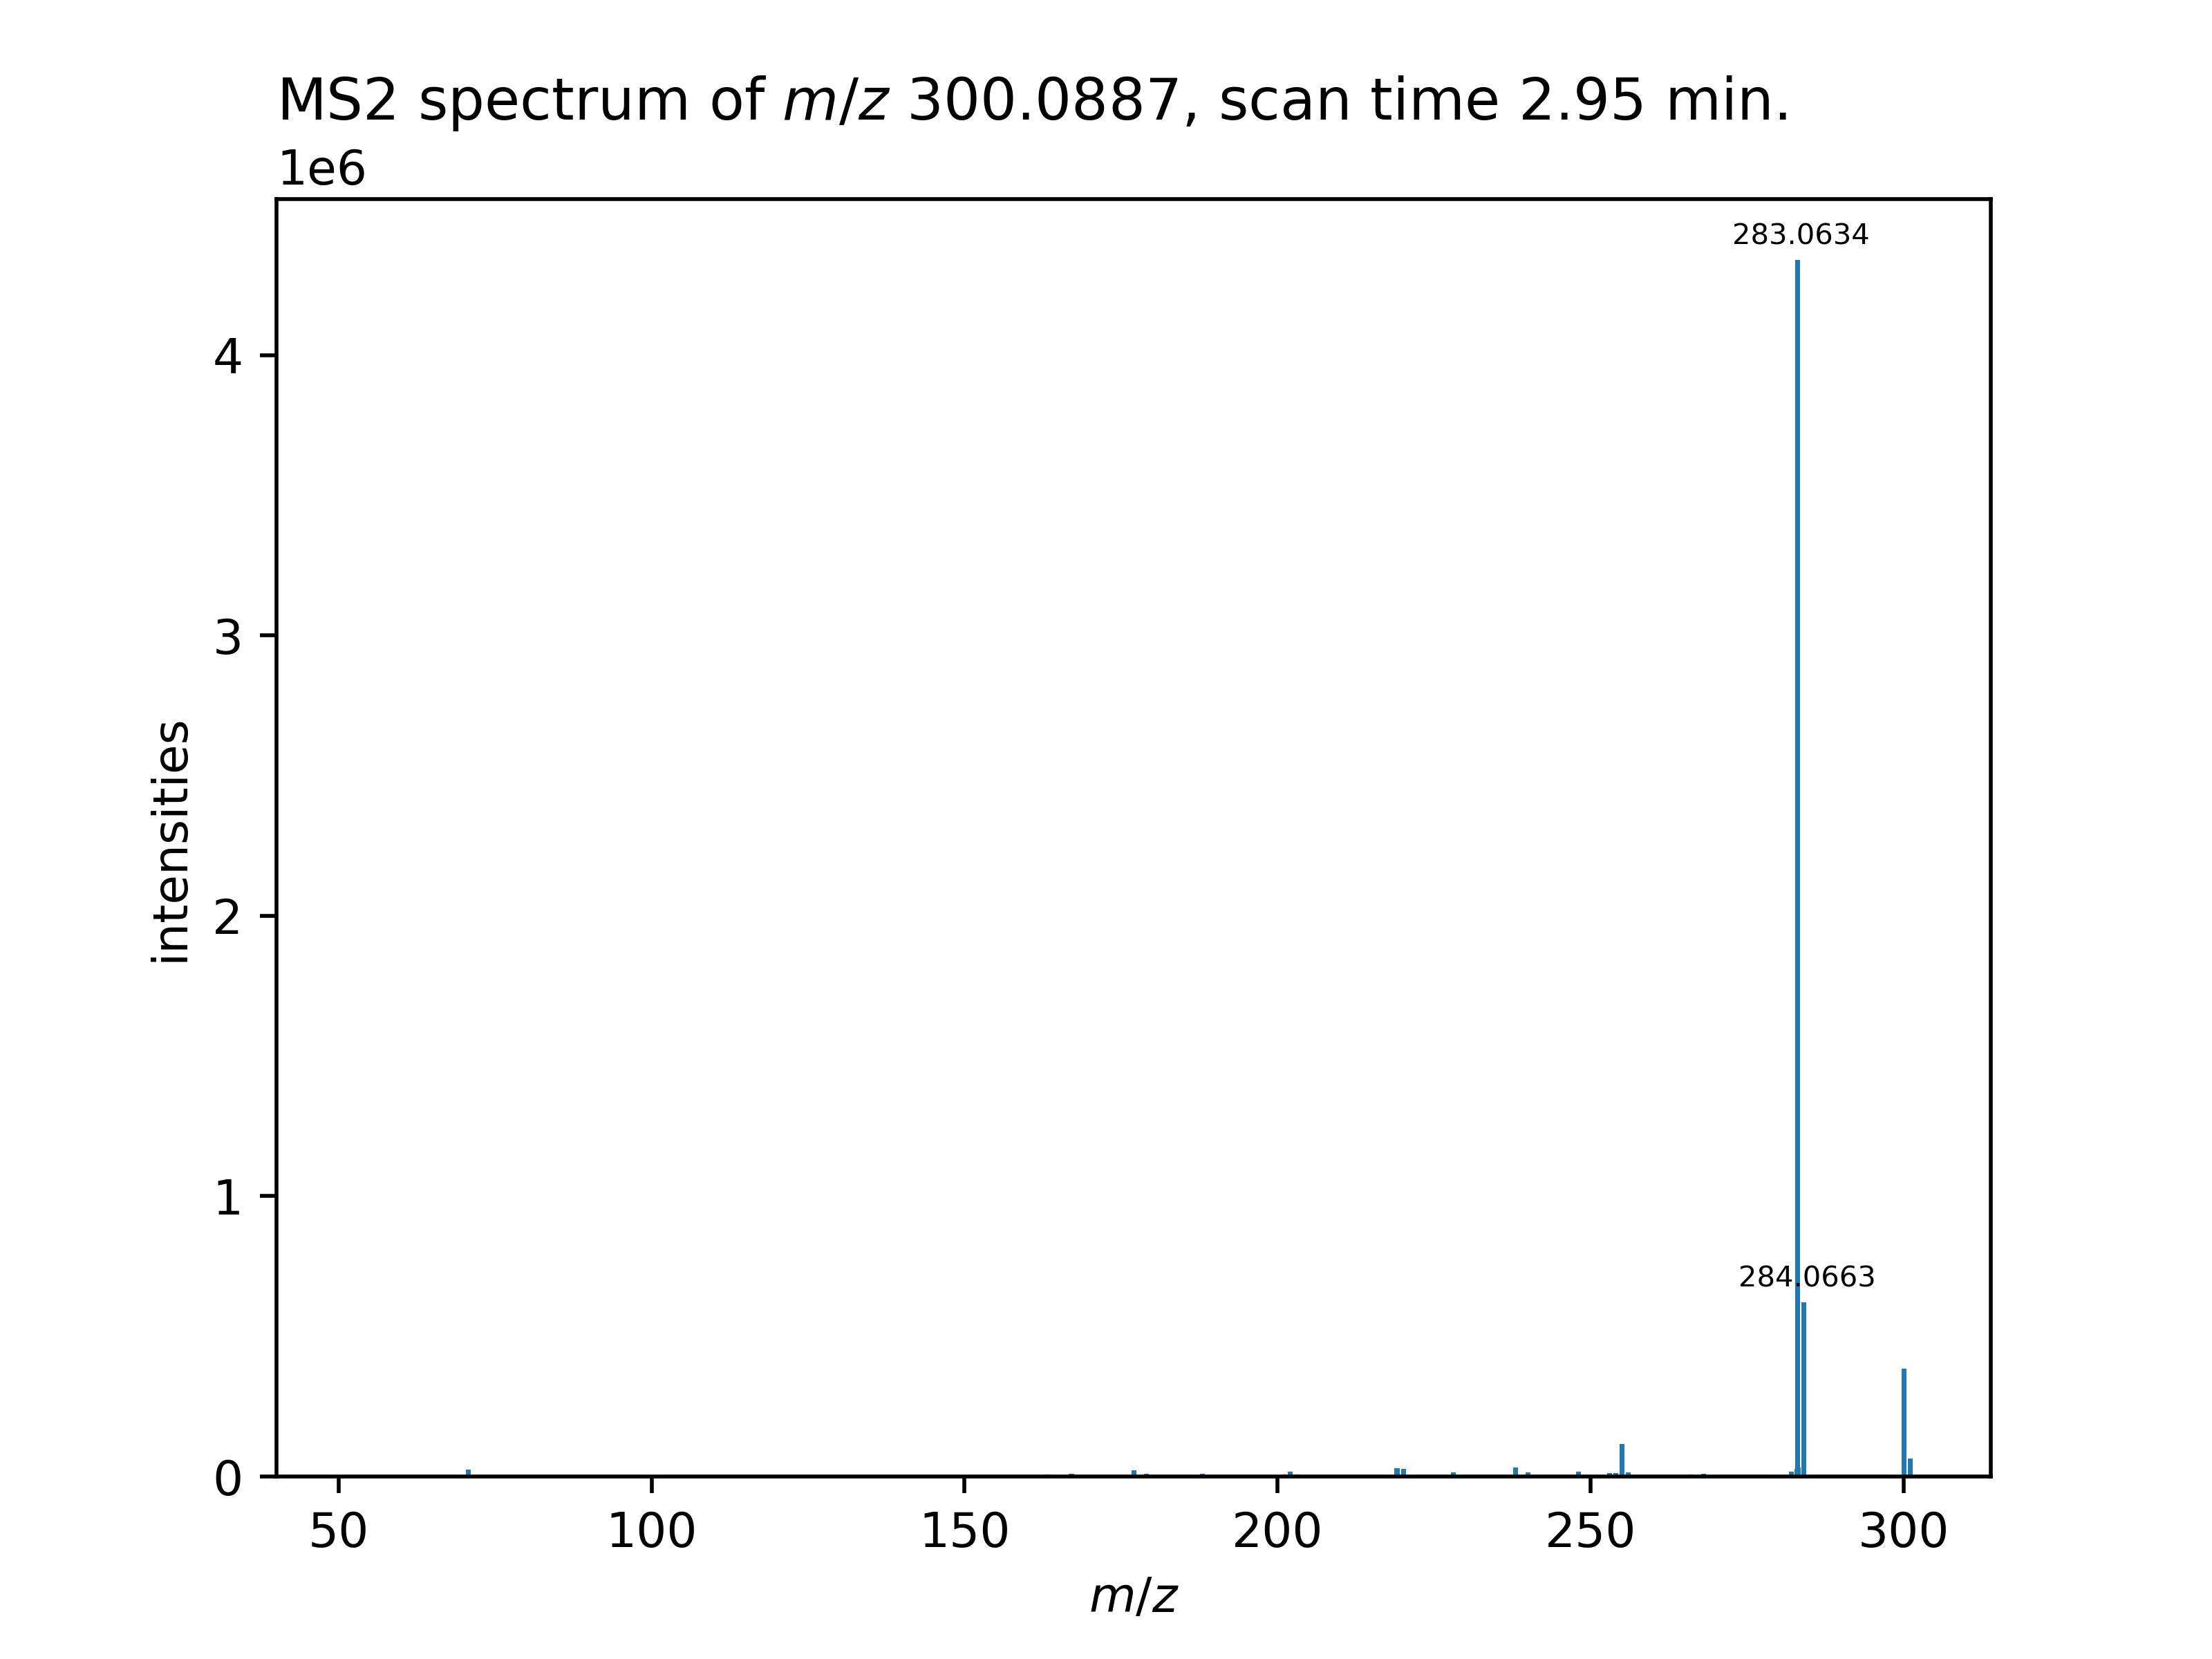 MS2 spectrum of m/z 300.0887, scan time 2.95 min.
1e6
283.0634
4
3
intensities
2
1
284.0663
0
50 100 150 200 250 300
m/z